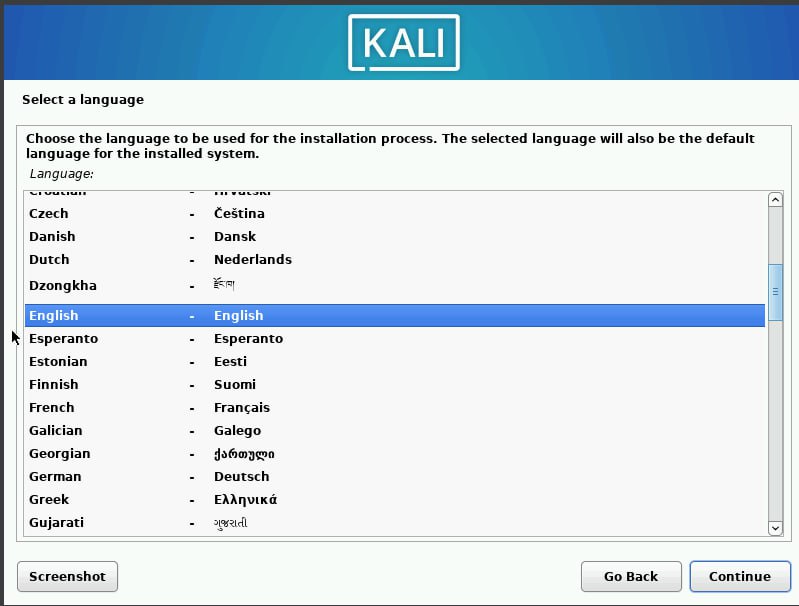 KALI
Select a language
Choose the language to be used for the installation process. The selected language will also be the default
language for the installed system.
Language:
Croatian - Hrvatski
Czech - Čeština
Danish - Dansk
Dutch - Nederlands
Dzongkha - རྫོང་ཁ།
English - English
Esperanto - Esperanto
Estonian - Eesti
Finnish - Suomi
French - Français
Galician - Galego
Georgian - ქართული
German - Deutsch
Greek - Ελληνικά
Gujarati - ગુજરાતી
Screenshot Go Back Continue